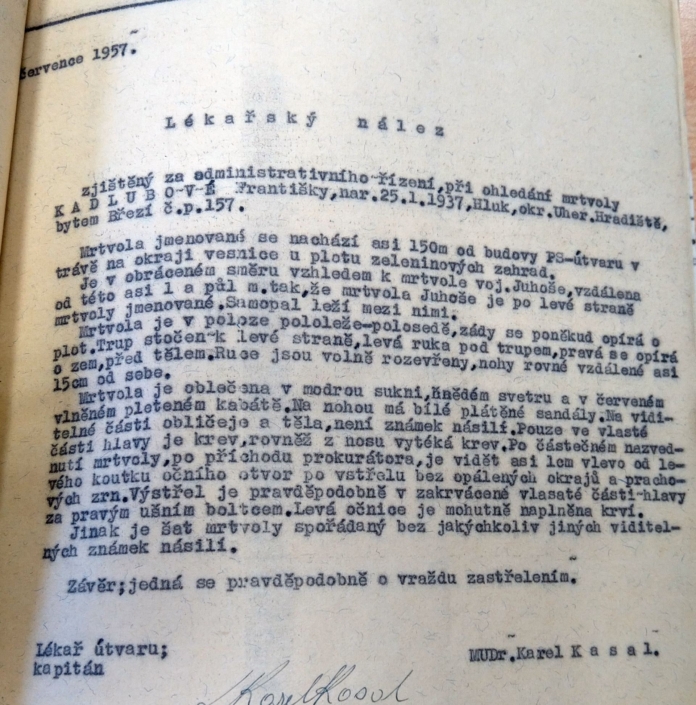 července 1957.
Lékařský nález
zjištěný za administrativního řízení,při ohledání mrtvoly
KADLUBO-V-É Františky,nar.25.1.1937,Hluk,okr.Uher.Hradiště,
bytem Březí č.p.157.
Mrtvola jmenované se nachází asi 150m od budovy PS-útvaru v
trávě na okraji vesnice u plotu zeleninových zahrad.
Je v obráceném směru vzhledem k mrtvole voj.Juhoše,vzdálena
od této asi 1 a půl m.tak,že mrtvola Juhoše je po levé straně
mrtvoly jmenované.Samopal leží mezi nimi.
Mrtvola je v poloze pololeže-polosedě,zády se poněkud opírá o
plot.Trup stočen k levé straně,levá ruka pod trupem,pravá se opírá
o zem,před tělem.Ruce jsou volně rozevřeny,nohy rovné vzdálené asi
15cm od sebe.
Mrtvola je oblečena v modrou sukni,hnědém svetru a v červeném
vlněném pleteném kabátě.Na nohou má bílé plátěné sandály.Na vidi-
telné části obličeje a těla,není známek násilí.Pouze ve vlasté
části hlavy je krev,rovněž z nosu vytéká krev.Po částečném nazved-
nutí mrtvoly,po příchodu prokurátora,je vidět asi 1cm vlevo od le-
vého koutku očního otvor po vstřelu bez opálených okrajů a pracho-
vých zrn.Výstřel je pravděpodobně v zakrvácené vlasaté části hlavy
za pravým ušním boltcem.Levá očnice je mohutně naplněna krví.
Jinak je šat mrtvoly spořádaný bez jakýchkoliv jiných viditel-
ných známek násilí.
Závěr;jedná se pravděpodobně o vraždu zastřelením.
Lékař útvaru;
kapitán
MUDr.Karel Kasal.
Karel Kasal